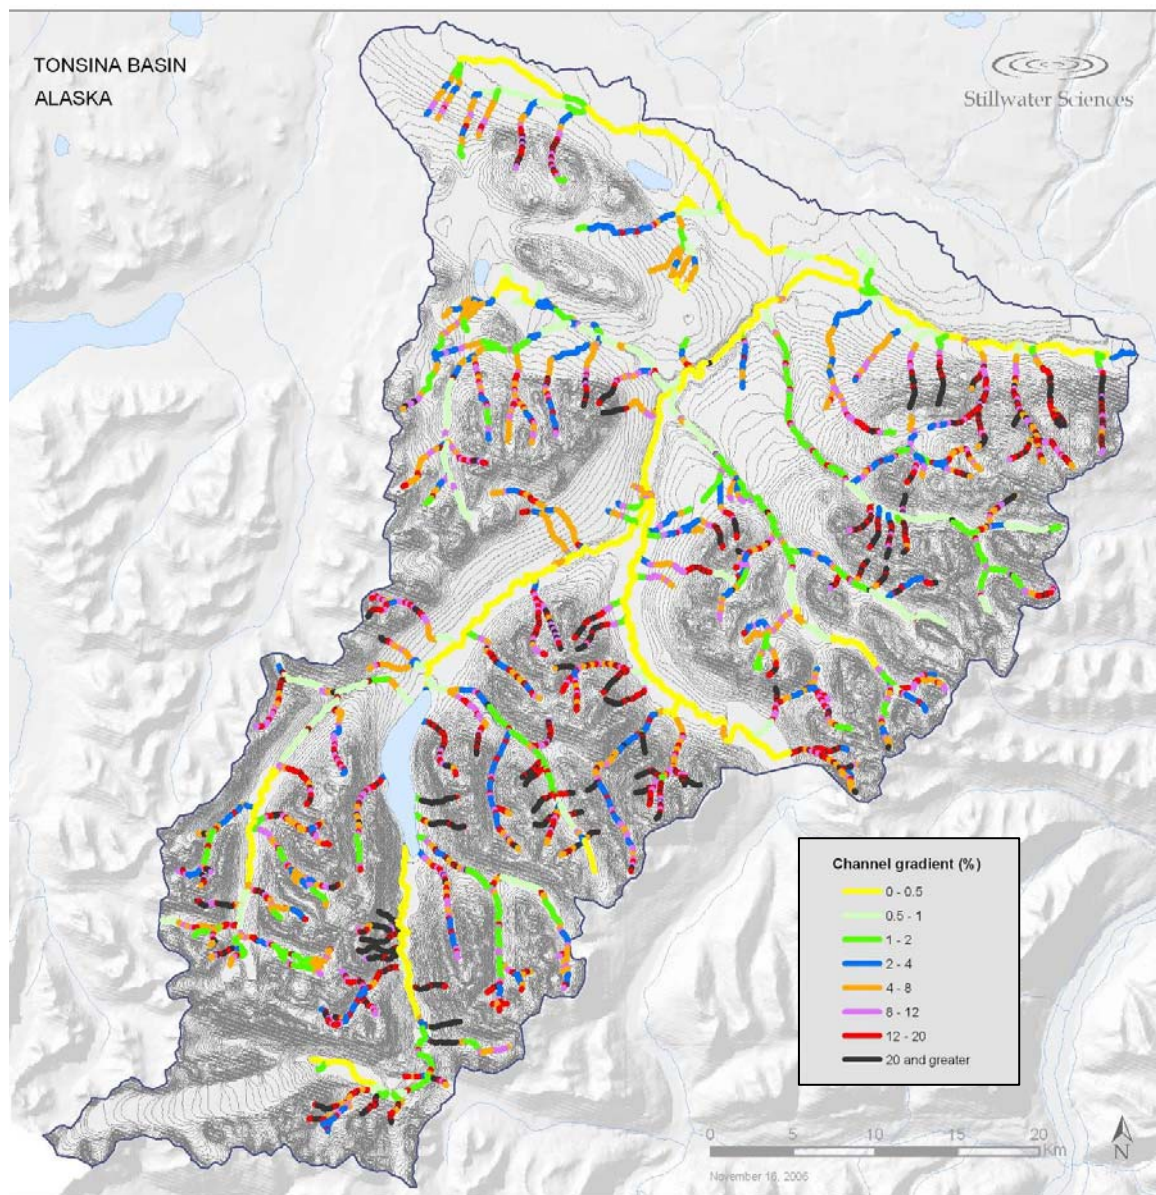 TONSINA BASIN
ALASKA
Stillwater Sciences
Channel gradient (%)
0 - 0.5
0.5 - 1
1 - 2
2 - 4
4 - 8
8 - 12
12 - 20
20 and greater
0 5 10 15 20
Km
N
November 16, 2006